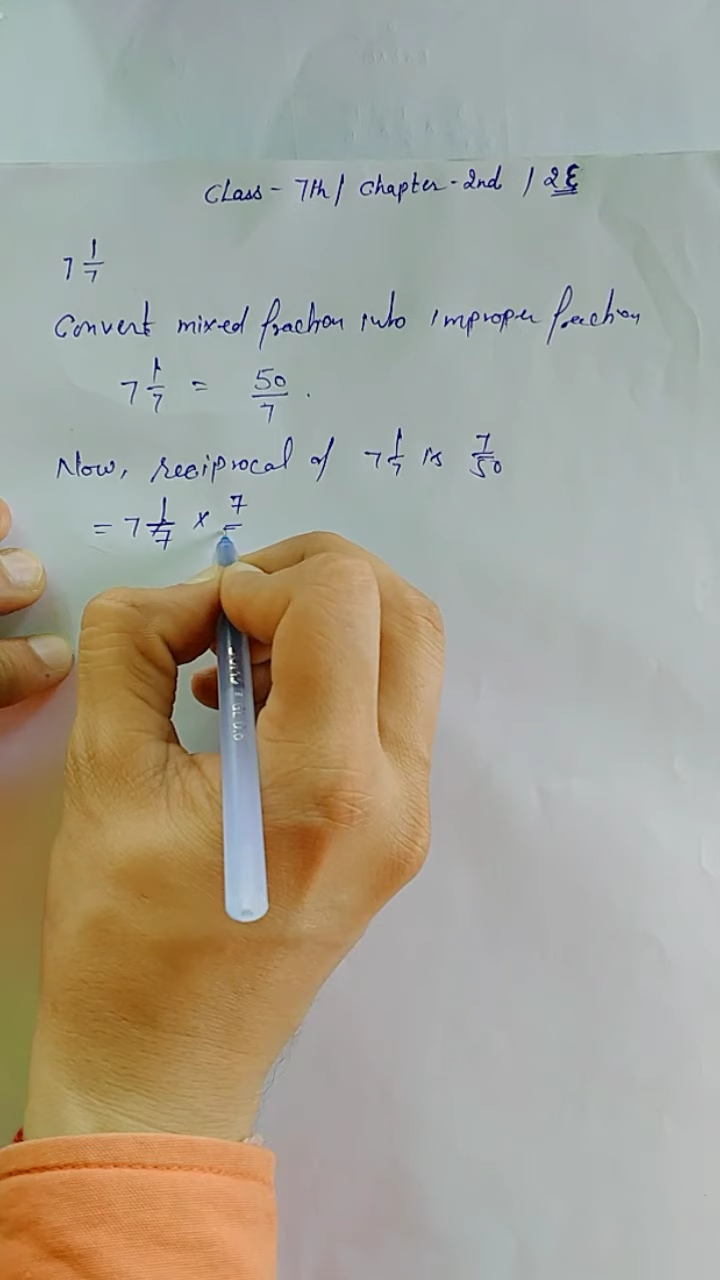 Class - 7th / Chapter - 2nd / 2E
7 1/7
Convert mixed fraction into improper fraction
7 1/7 = 50/7 .
Now, reciprocal of 7 1/7 is 7/50
= 7 1/7 × 7/